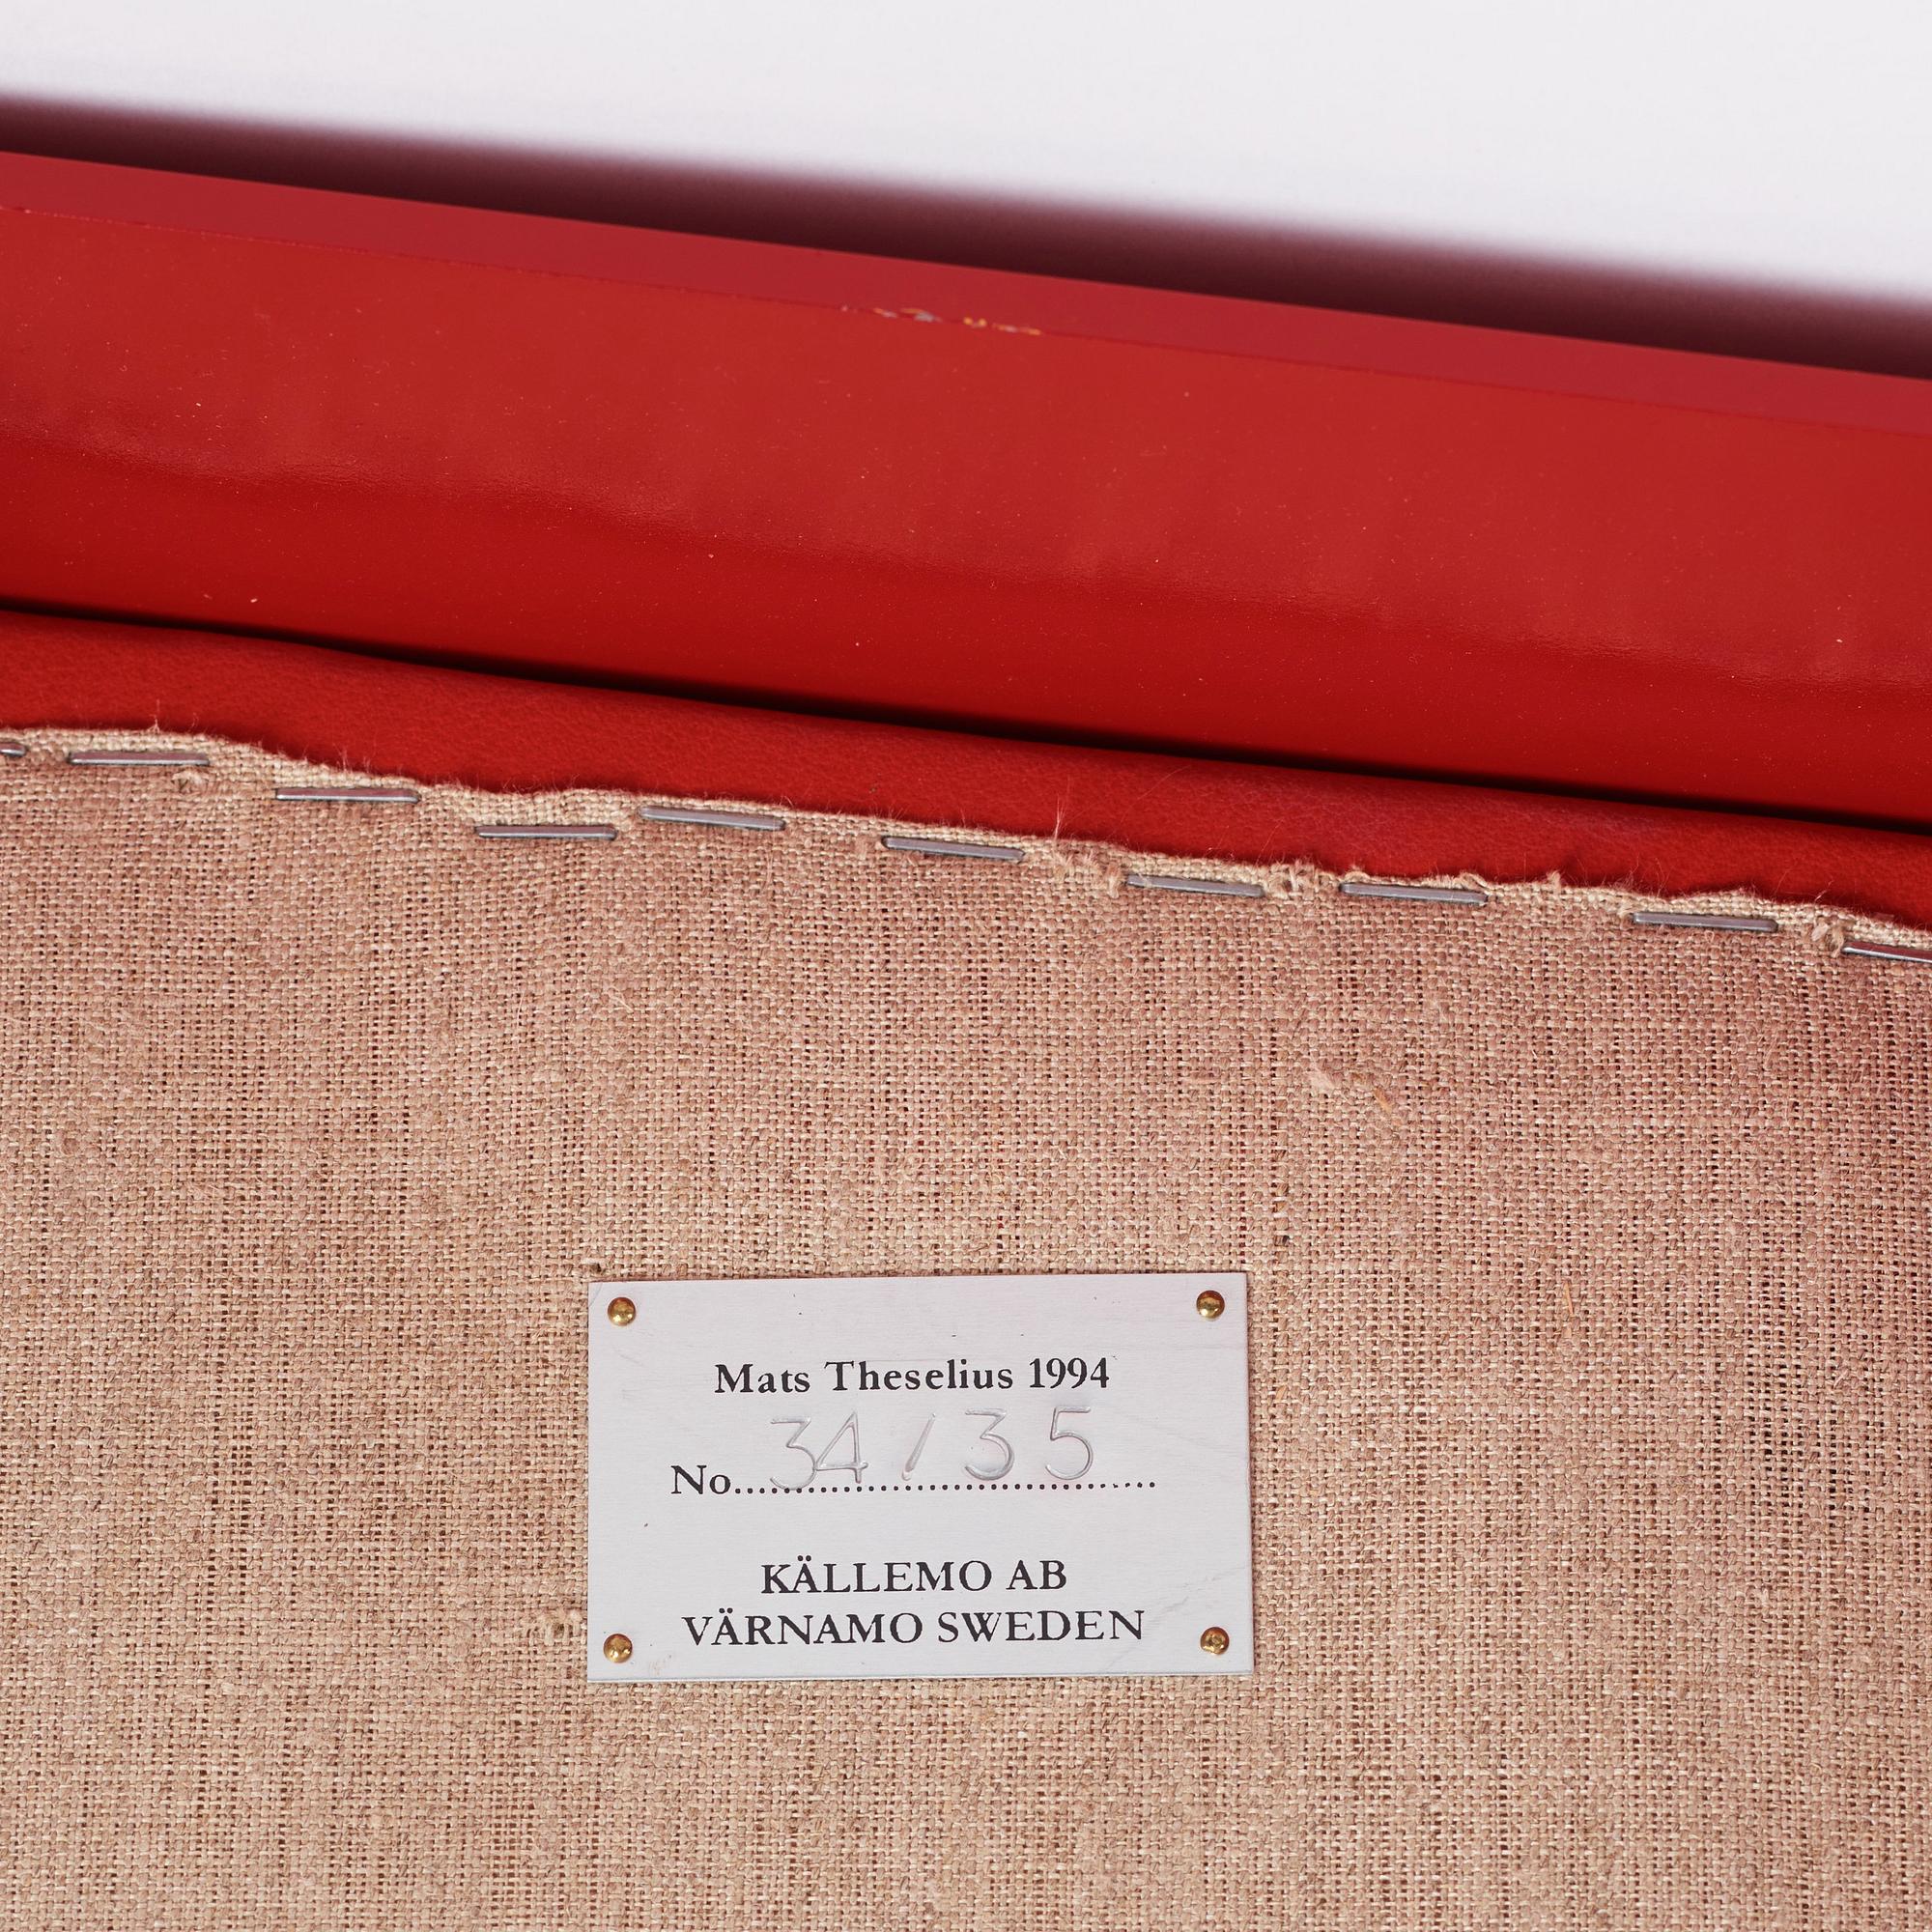 Mats Theselius 1994
No. 34/35
KÄLLEMO AB
VÄRNAMO SWEDEN